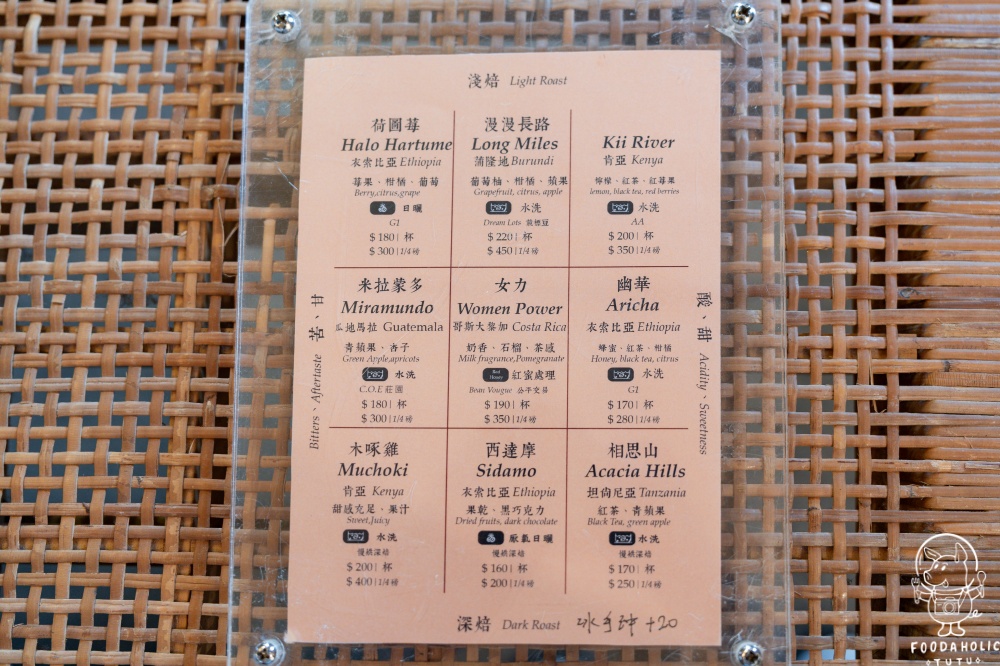 淺焙 Light Roast
荷圖莓
Halo Hartume
衣索比亞 Ethiopia
莓果、柑橘、葡萄
Berry,citrus,grape
日曬
G1
$ 180| 杯
$ 300|1/4磅
漫漫長路
Long Miles
蒲隆地 Burundi
葡萄柚、柑橘、蘋果
Grapefruit, citrus, apple
水洗
Dream Lots 競標豆
$ 220| 杯
$ 450|1/4磅
Kii River
肯亞 Kenya
檸檬、紅茶、紅莓果
lemon, black tea, red berries
水洗
AA
$ 200| 杯
$ 350|1/4磅
苦、甘
Bitters、Aftertaste
米拉蒙多
Miramundo
瓜地馬拉 Guatemala
青蘋果、杏子
Green Apple,apricots
水洗
C.O.E 莊園
$ 180| 杯
$ 300|1/4磅
女力
Women Power
哥斯大黎加 Costa Rica
奶香、石榴、茶感
Milk fragrance,Pomegranate
Red Honey 紅蜜處理
Bean Vougue 公平交易
$ 190| 杯
$ 350|1/4磅
幽華
Aricha
衣索比亞 Ethiopia
蜂蜜、紅茶、柑橘
Honey, black tea, citrus
水洗
G1
$ 170| 杯
$ 280|1/4磅
酸、甜
Acidity、Sweetness
木啄雞
Muchoki
肯亞 Kenya
甜感充足、果汁
Sweet,Juicy
水洗
慢烘深焙
$ 200| 杯
$ 400|1/4磅
西達摩
Sidamo
衣索比亞 Ethiopia
果乾、黑巧克力
Dried fruits, dark chocolate
厭氧日曬
慢烘深焙
$ 160| 杯
$ 200|1/4磅
相思山
Acacia Hills
坦尚尼亞 Tanzania
紅茶、青蘋果
Black Tea, green apple
水洗
慢烘深焙
$ 170| 杯
$ 250|1/4磅
深焙 Dark Roast 冰手沖 +20
FOODAHOLIC
TUTU